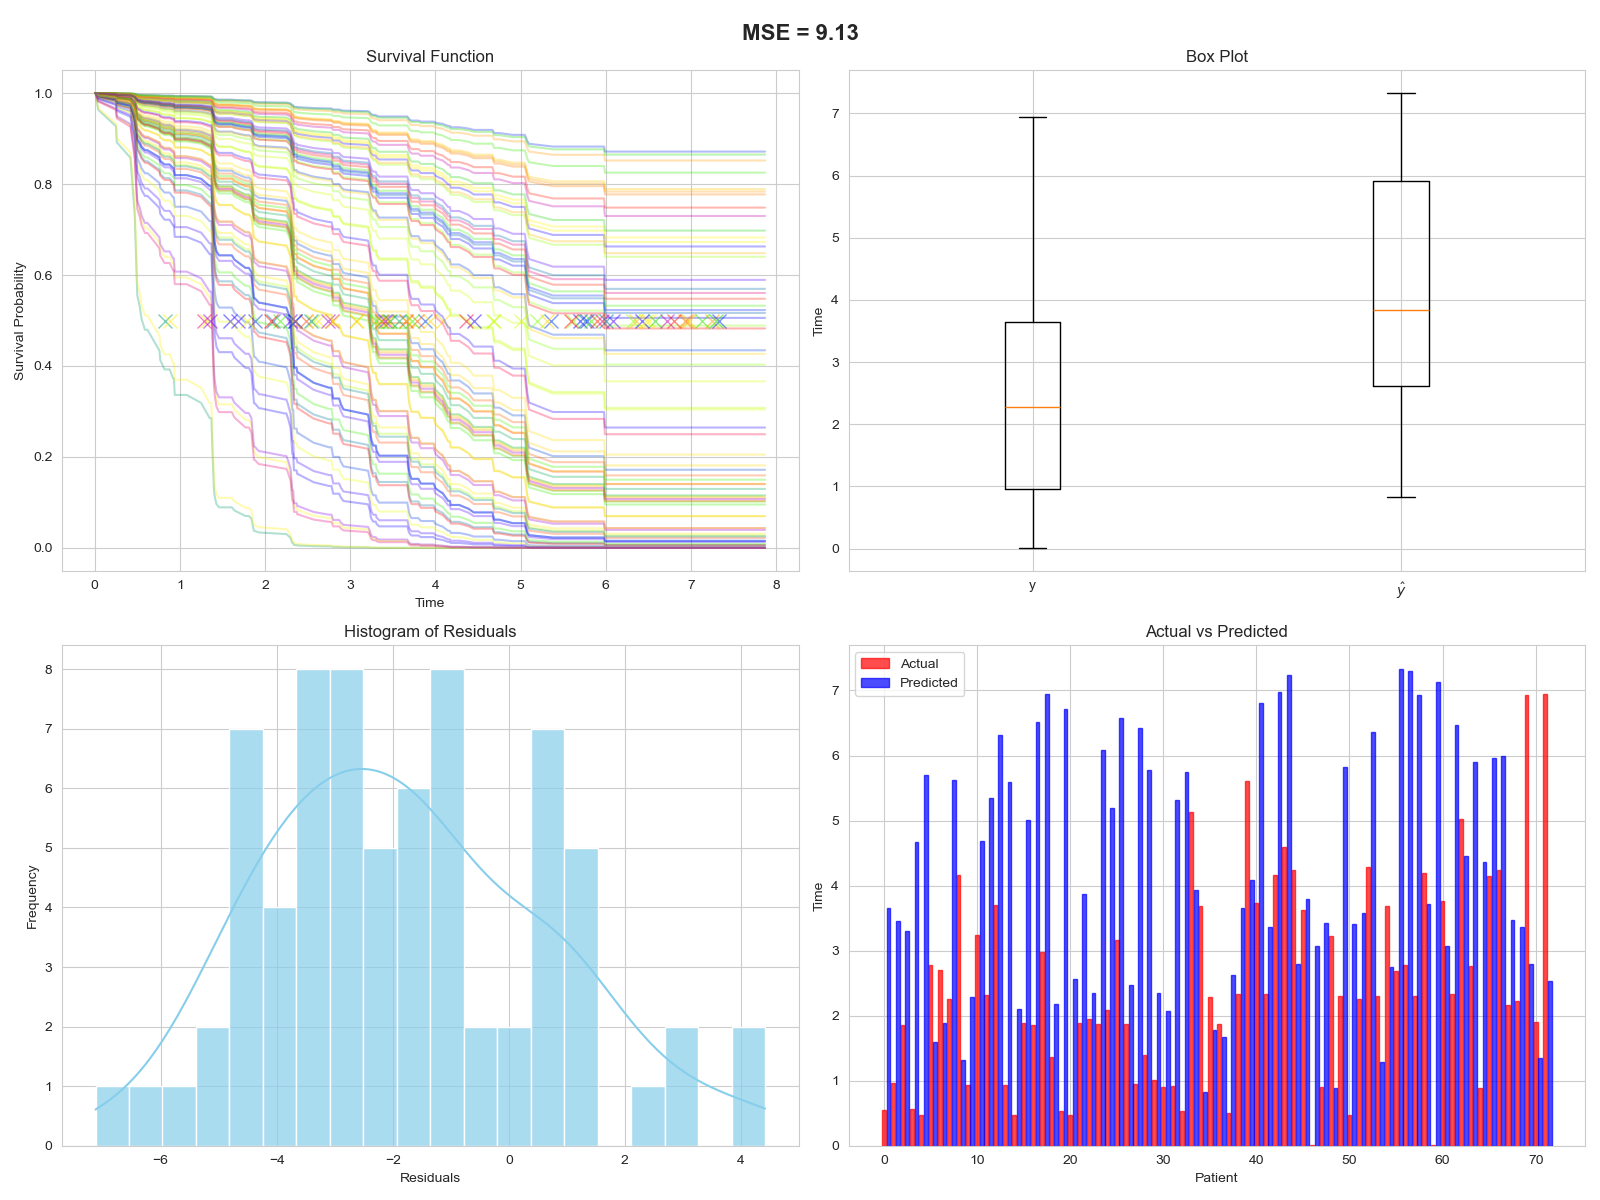 MSE = 9.13
Survival Function
Survival Probability
1.0
0.8
0.6
0.4
0.2
0.0
0 1 2 3 4 5 6 7 8
Time
Box Plot
Time
7
6
5
4
3
2
1
0
y ŷ
Histogram of Residuals
Frequency
8
7
6
5
4
3
2
1
0
−6 −4 −2 0 2 4
Residuals
Actual vs Predicted
Actual
Predicted
Time
7
6
5
4
3
2
1
0
0 10 20 30 40 50 60 70
Patient